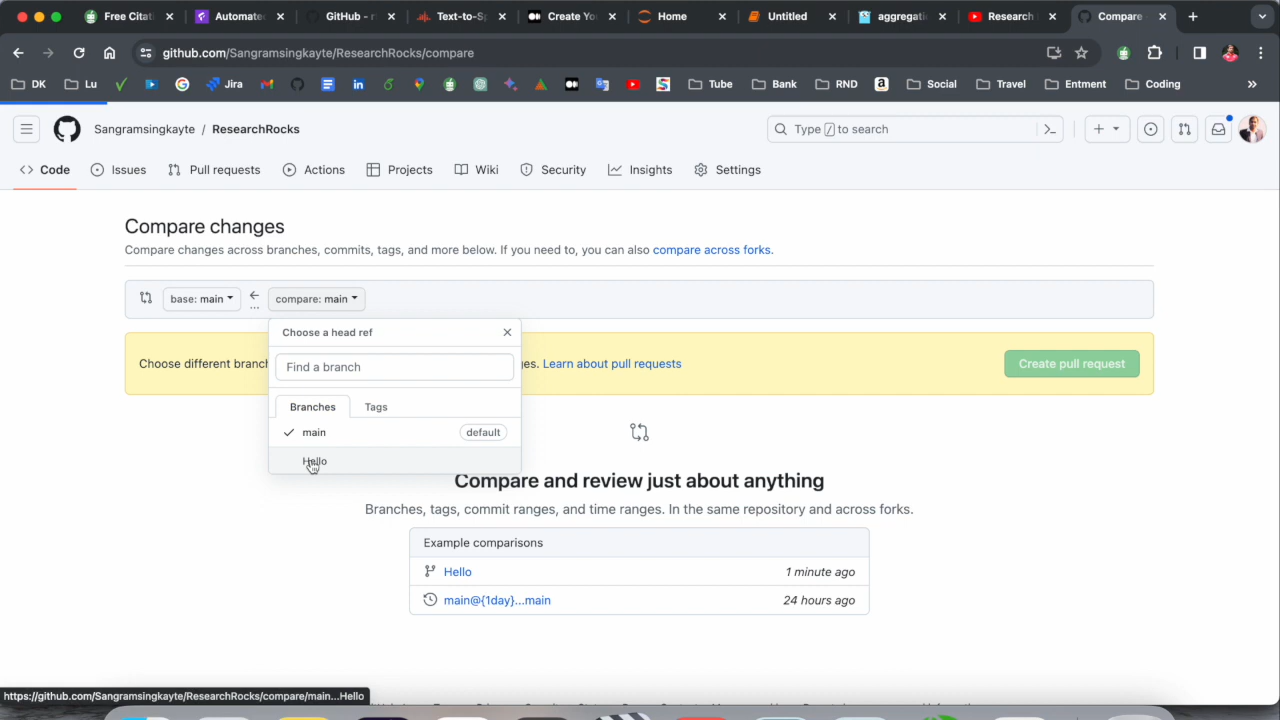 Free Citat
Automate
GitHub - r
Text-to-Sp
Create Yo
Home
Untitled
aggregati
Research
Compare
github.com/Sangramsingkayte/ResearchRocks/compare
DK
Lu
Jira
Tube
Bank
RND
Social
Travel
Entment
Coding
Sangramsingkayte / ResearchRocks
Type / to search
Code
Issues
Pull requests
Actions
Projects
Wiki
Security
Insights
Settings
Compare changes
Compare changes across branches, commits, tags, and more below. If you need to, you can also compare across forks.
base: main
...
compare: main
Choose a head ref
Find a branch
Branches
Tags
main
default
Hello
Choose different branch
ges. Learn about pull requests
Create pull request
Compare and review just about anything
Branches, tags, commit ranges, and time ranges. In the same repository and across forks.
Example comparisons
Hello
1 minute ago
main@{1day}...main
24 hours ago
https://github.com/Sangramsingkayte/ResearchRocks/compare/main...Hello